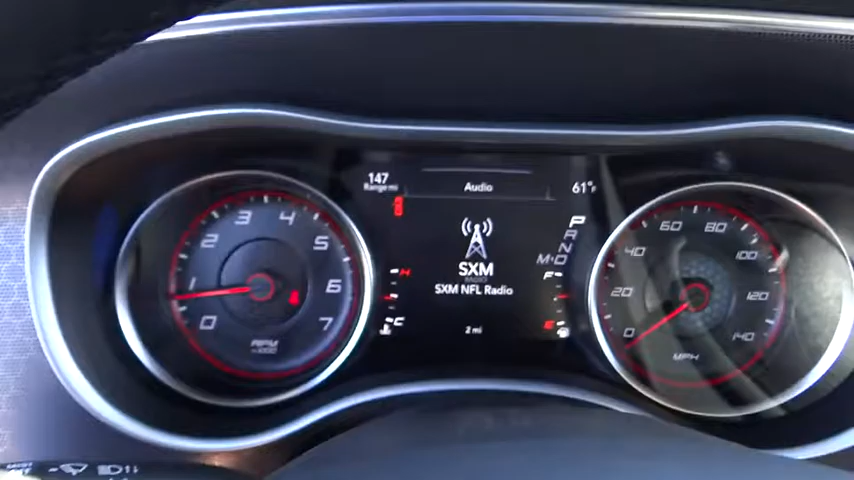 147
Range mi
Audio
61°F
P
R
N
M·D
SXM
RADIO
SXM NFL Radio
2 mi
H
C
F
E
0
1
2
3
4
5
6
7
RPM
x1000
0
20
40
60
80
100
120
140
MPH